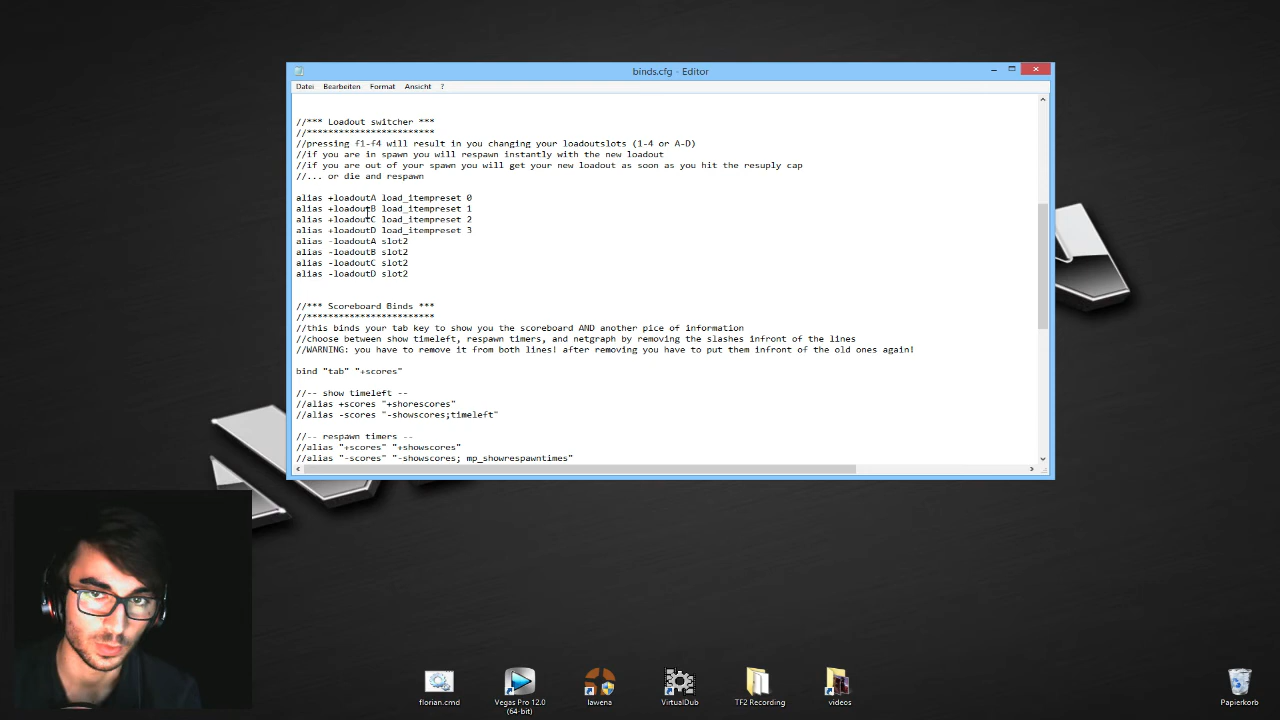 binds.cfg - Editor
Datei Bearbeiten Format Ansicht ?
//*** Loadout switcher ***
//************************
//pressing f1-f4 will result in you changing your loadoutslots (1-4 or A-D)
//if you are in spawn you will respawn instantly with the new loadout
//if you are out of your spawn you will get your new loadout as soon as you hit the resuply cap
//... or die and respawn
alias +loadoutA load_itempreset 0
alias +loadoutB load_itempreset 1
alias +loadoutC load_itempreset 2
alias +loadoutD load_itempreset 3
alias -loadoutA slot2
alias -loadoutB slot2
alias -loadoutC slot2
alias -loadoutD slot2
//*** Scoreboard Binds ***
//************************
//this binds your tab key to show you the scoreboard AND another pice of information
//choose between show timeleft, respawn timers, and netgraph by removing the slashes infront of the lines
//WARNING: you have to remove it from both lines! after removing you have to put them infront of the old ones again!
bind "tab" "+scores"
//-- show timeleft --
//alias +scores "+shorescores"
//alias -scores "-showscores;timeleft"
//-- respawn timers --
//alias "+scores" "+showscores"
//alias "-scores" "-showscores; mp_showrespawntimes"
florian.cmd
Vegas Pro 12.0 (64-bit)
lawena
VirtualDub
TF2 Recording
videos
Papierkorb